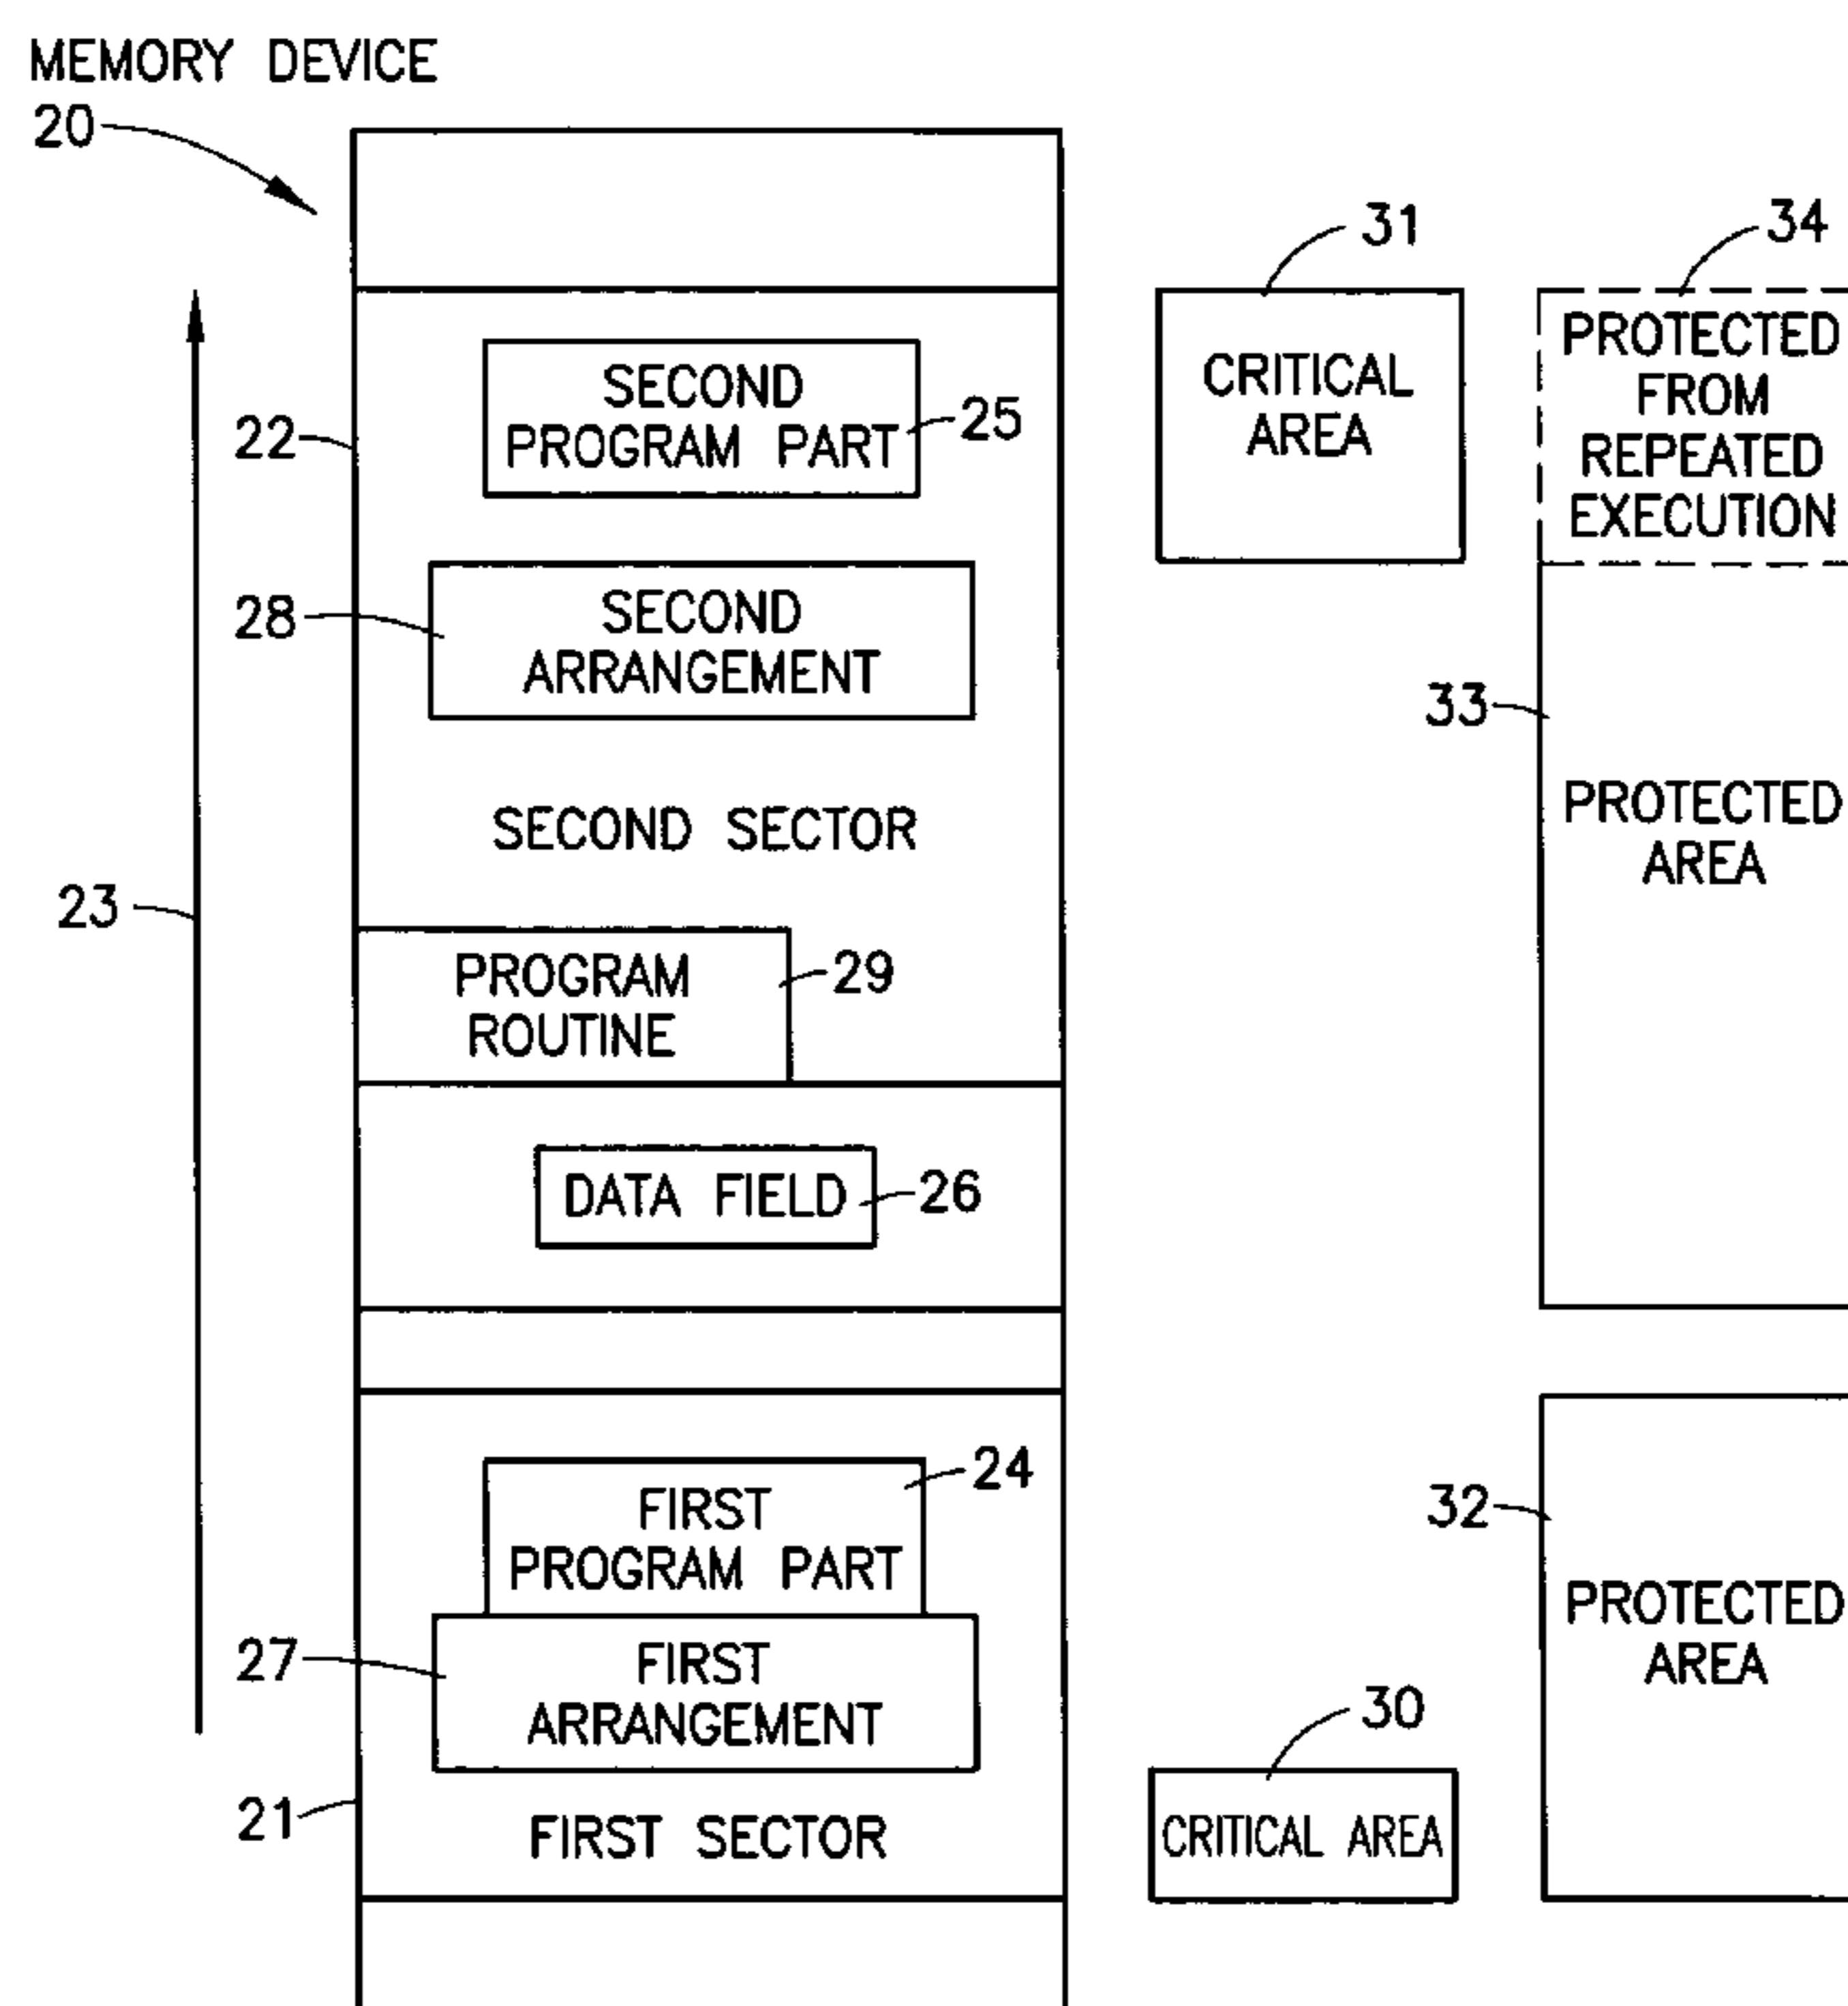 MEMORY DEVICE
20
31
34
CRITICAL
AREA
PROTECTED
FROM
REPEATED
EXECUTION
22
SECOND
PROGRAM PART
25
28
SECOND
ARRANGEMENT
33
SECOND SECTOR
PROTECTED
AREA
23
PROGRAM
ROUTINE
29
DATA FIELD
26
24
FIRST
PROGRAM PART
32
PROTECTED
AREA
27
FIRST
ARRANGEMENT
30
21
FIRST SECTOR
CRITICAL AREA